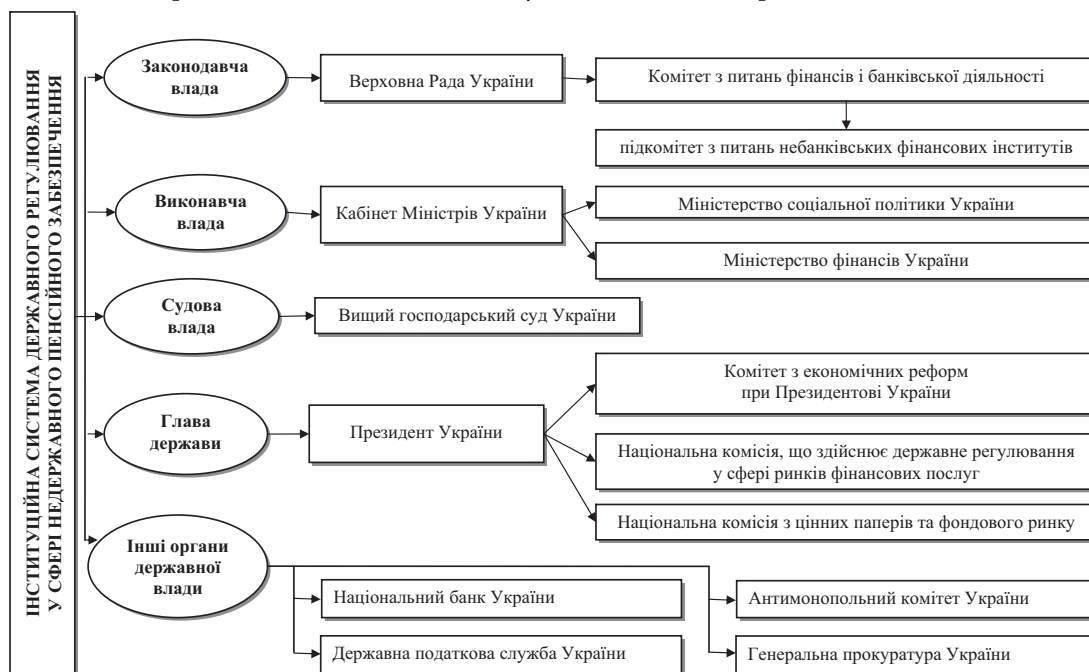 ІНСТИТУЦІЙНА СИСТЕМА ДЕРЖАВНОГО РЕГУЛЮВАННЯ
У СФЕРІ НЕДЕРЖАВНОГО ПЕНСІЙНОГО ЗАБЕЗПЕЧЕННЯ
Законодавча
влада
Верховна Рада України
Комітет з питань фінансів і банківської діяльності
підкомітет з питань небанківських фінансових інститутів
Виконавча
влада
Кабінет Міністрів України
Міністерство соціальної політики України
Міністерство фінансів України
Судова
влада
Вищий господарський суд України
Глава
держави
Президент України
Комітет з економічних реформ
при Президентові України
Національна комісія, що здійснює державне регулювання
у сфері ринків фінансових послуг
Національна комісія з цінних паперів та фондового ринку
Інші органи
державної
влади
Національний банк України
Антимонопольний комітет України
Державна податкова служба України
Генеральна прокуратура України